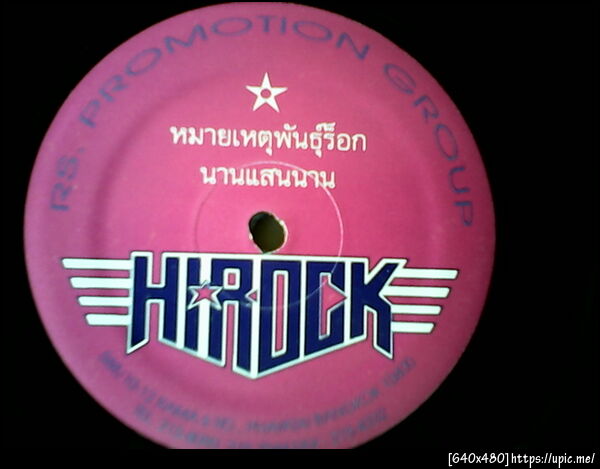 RS. PROMOTION GROUP
หมายเหตุพันธุ์ร็อก
นานแสนนาน
HIROCK
BANGKOK
[640x480]https://upic.me/